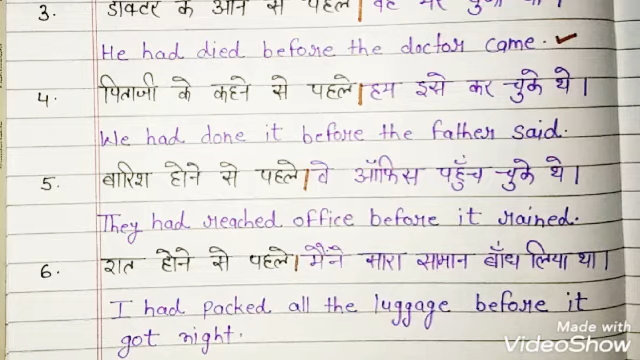 3. डॉक्टर के आने से पहले। वह मर चुका था।
He had died before the doctor came.
4. पिताजी के कहने से पहले। हम इसे कर चुके थे।
We had done it before the father said.
5. बारिश होने से पहले। वे ऑफिस पहुँच चुके थे।
They had reached office before it rained.
6. रात होने से पहले। मैंने सारा सामान बाँध लिया था।
I had packed all the luggage before it
got night.
Made with
VideoShow